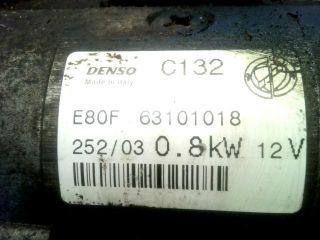 DENSO C132
Made in Italy
E80F 63101018
252/03 0.8kW 12V